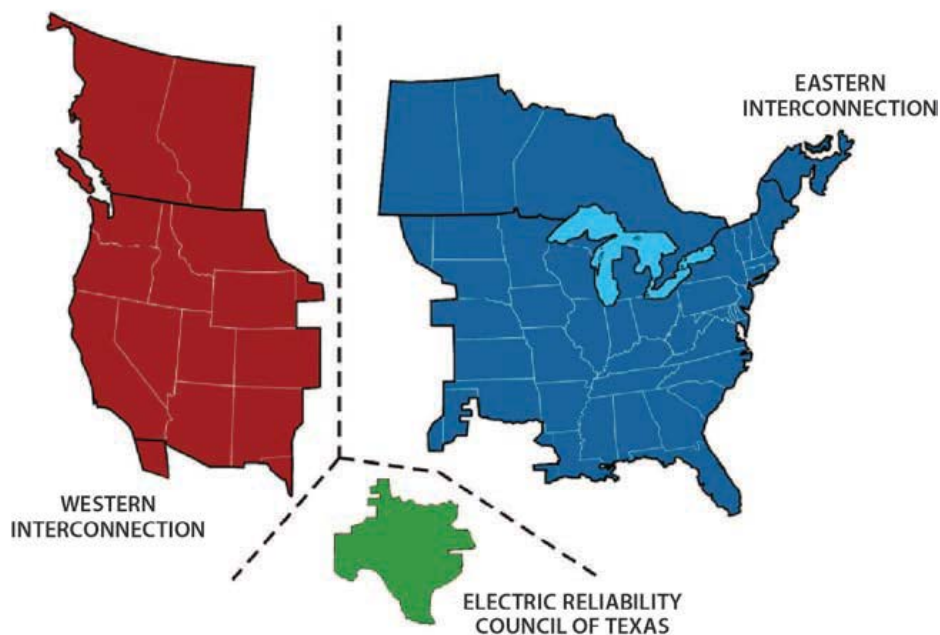 EASTERN
INTERCONNECTION
WESTERN
INTERCONNECTION
ELECTRIC RELIABILITY
COUNCIL OF TEXAS